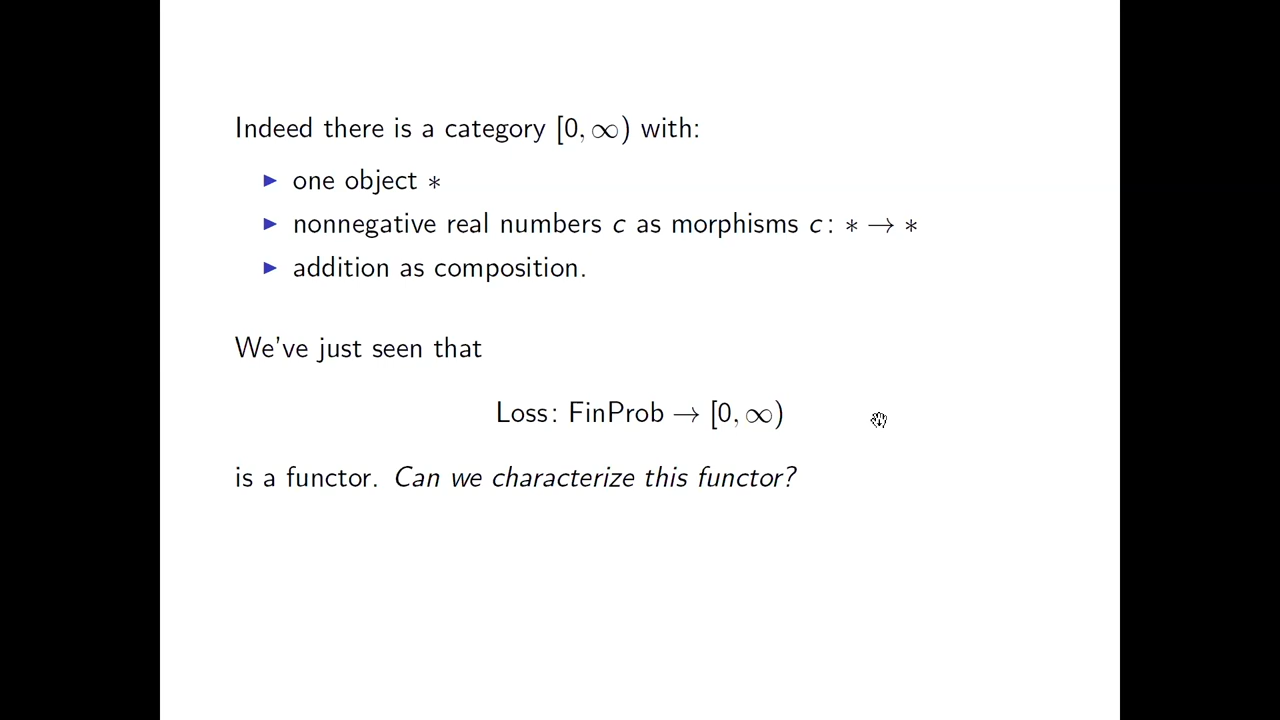 Indeed there is a category [0, ∞) with:
▶ one object ∗
▶ nonnegative real numbers c as morphisms c: ∗ → ∗
▶ addition as composition.
We've just seen that
Loss: FinProb → [0, ∞)
is a functor. Can we characterize this functor?